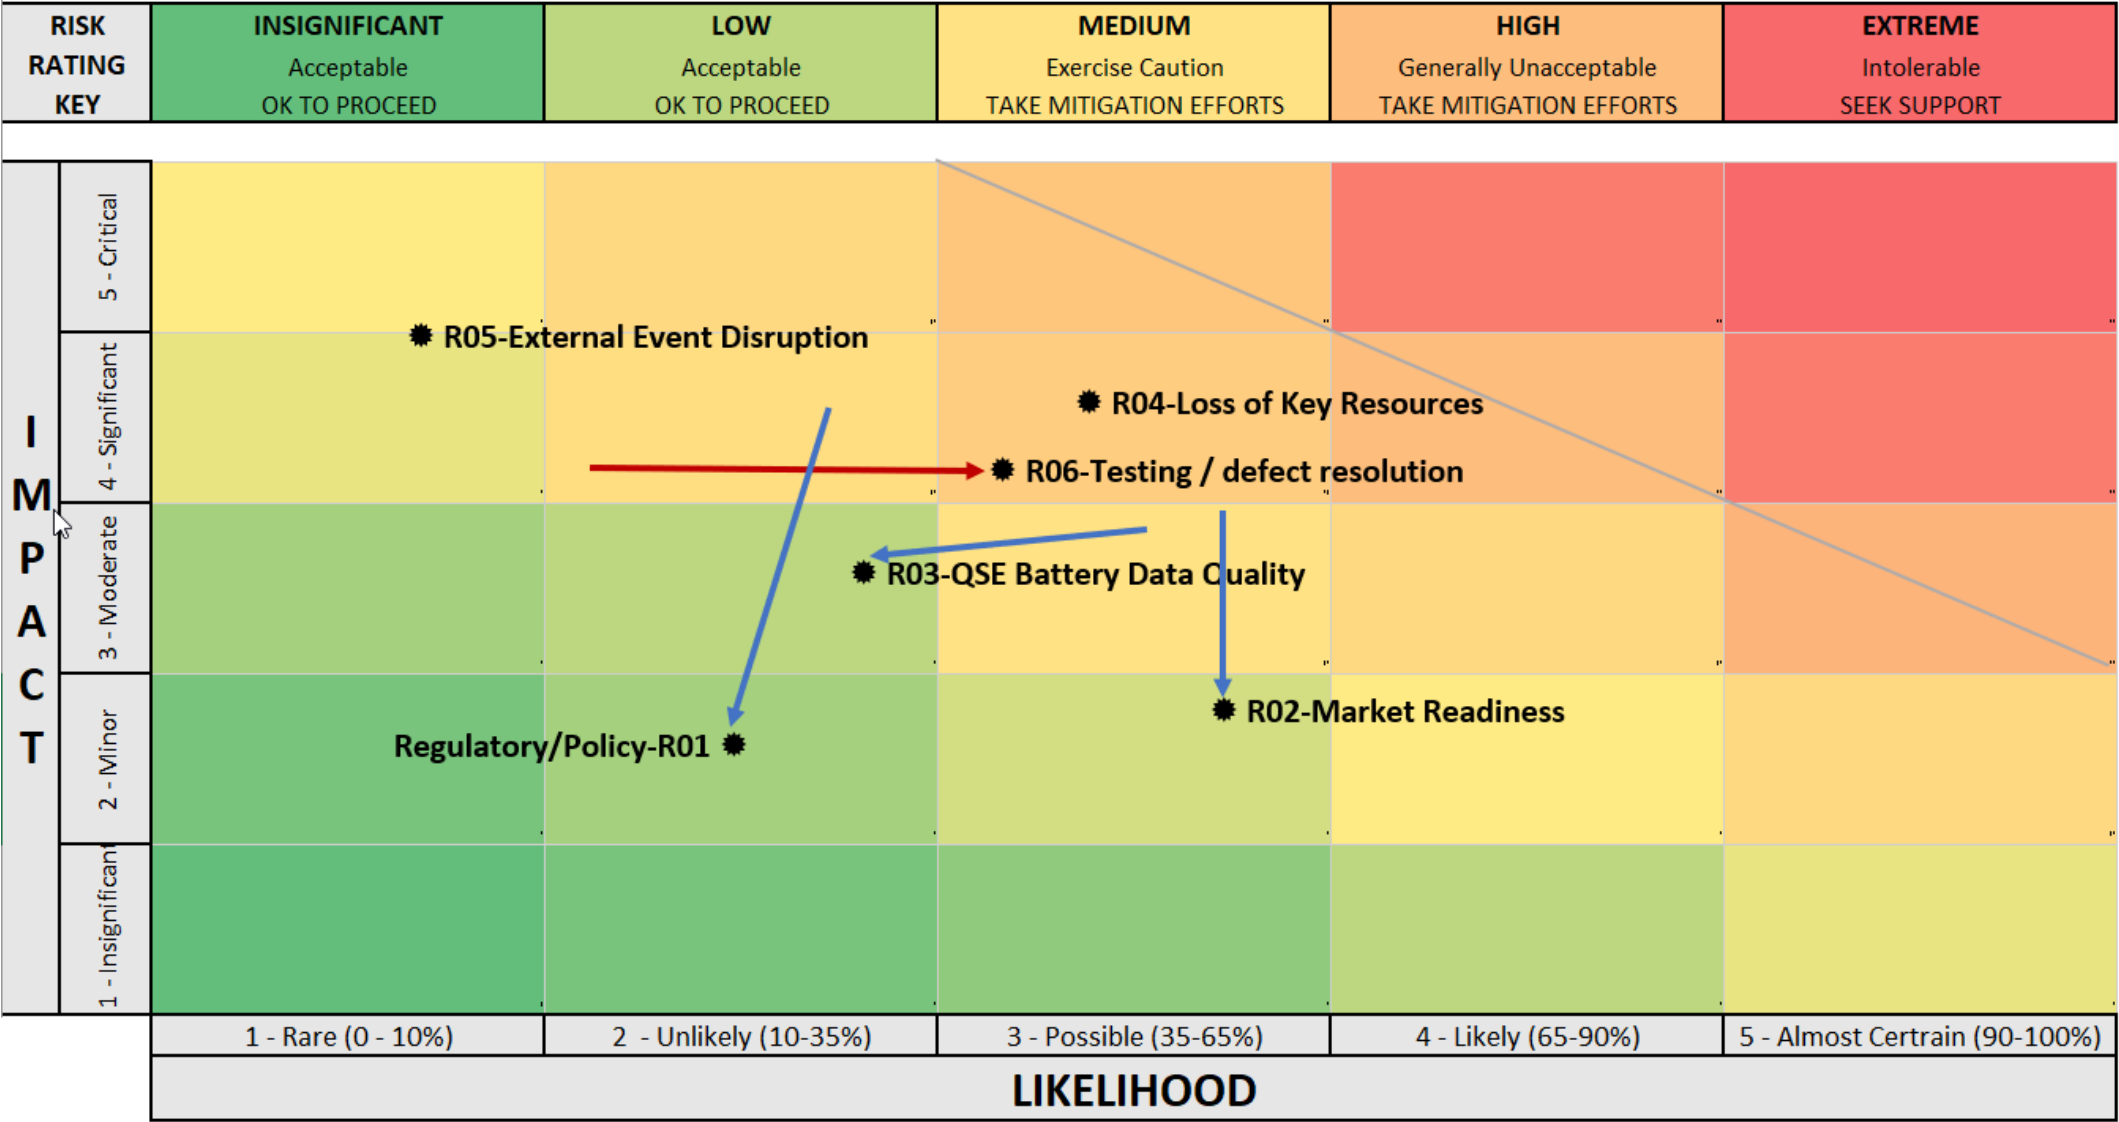 RISK
RATING
KEY
INSIGNIFICANT
Acceptable
OK TO PROCEED
LOW
Acceptable
OK TO PROCEED
MEDIUM
Exercise Caution
TAKE MITIGATION EFFORTS
HIGH
Generally Unacceptable
TAKE MITIGATION EFFORTS
EXTREME
Intolerable
SEEK SUPPORT
IMPACT
5 - Critical
4 - Significant
3 - Moderate
2 - Minor
1 - Insignificant
R05-External Event Disruption
R04-Loss of Key Resources
R06-Testing / defect resolution
R03-QSE Battery Data Quality
R02-Market Readiness
Regulatory/Policy-R01
1 - Rare (0 - 10%)
2 - Unlikely (10-35%)
3 - Possible (35-65%)
4 - Likely (65-90%)
5 - Almost Certrain (90-100%)
LIKELIHOOD